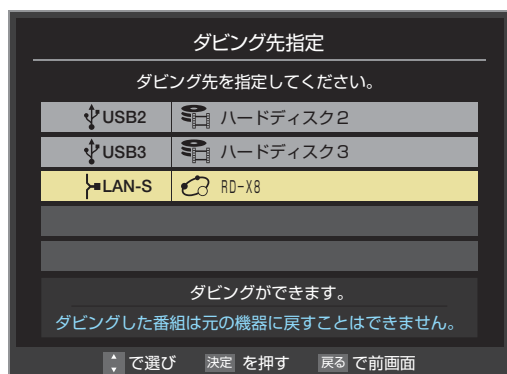 ダビング先指定
ダビング先を指定してください。
USB2 ハードディスク2
USB3 ハードディスク3
LAN-S RD-X8
ダビングができます。
ダビングした番組は元の機器に戻すことはできません。
で選び 決定 を押す 戻る で前画面